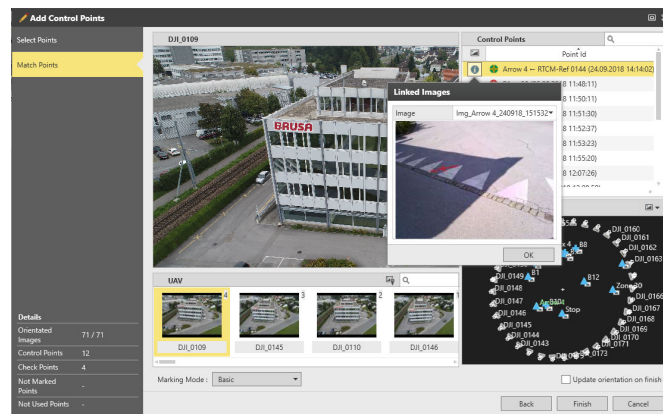 Add Control Points
Select Points
Match Points
DJI_0109
BRUSA
Control Points
Point Id
Arrow 4 ← RTCM-Ref 0144 (24.09.2018 14:14:02)
8 11:48:11)
8 11:50:11)
8 11:51:30)
8 11:52:37)
8 11:53:23)
8 11:55:20)
8 12:07:26)
Linked Images
Image
Img_Arrow 4_240918_151532
OK
DJI_0160
DJI_0161
DJI_0162
DJI_0163
B8
B1
B12
DJI_0149
DJI_0148
DJI_0147
DJI_0146
DJI_0145
DJI_0144
DJI_0143
Stop
DJI_0166
DJI_0167
DJI_0168
DJI_0169
DJI_0170
DJI_0171
UAV
4
3
2
1
DJI_0109
DJI_0145
DJI_0110
DJI_0146
Details
Orientated Images
71 / 71
Control Points
12
Check Points
4
Not Marked Points
-
Not Used Points
-
Marking Mode :
Basic
Update orientation on finish
Back
Finish
Cancel